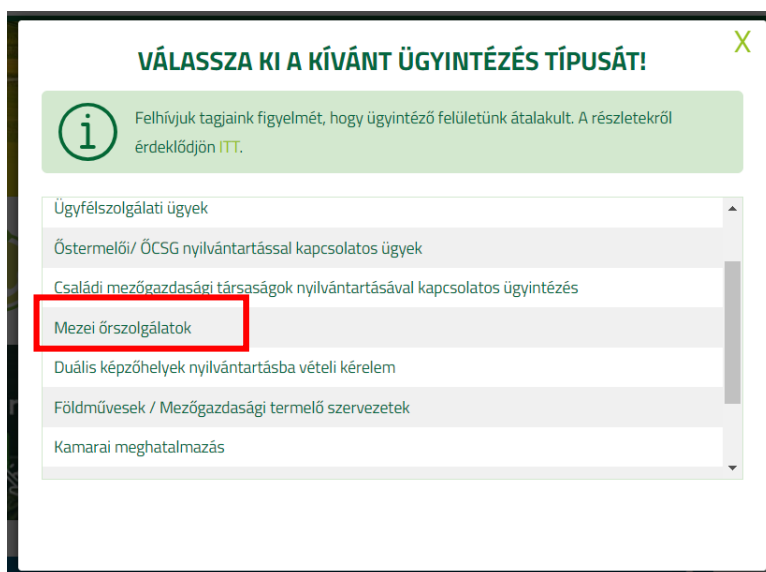 X
VÁLASSZA KI A KÍVÁNT ÜGYINTÉZÉS TÍPUSÁT!
Felhívjuk tagjaink figyelmét, hogy ügyintéző felületünk átalakult. A részletekről
érdeklődjön ITT.
Ügyfélszolgálati ügyek
Őstermelői/ ŐCSG nyilvántartással kapcsolatos ügyek
Családi mezőgazdasági társaságok nyilvántartásával kapcsolatos ügyintézés
Mezei őrszolgálatok
Duális képzőhelyek nyilvántartásba vételi kérelem
Földművesek / Mezőgazdasági termelő szervezetek
Kamarai meghatalmazás